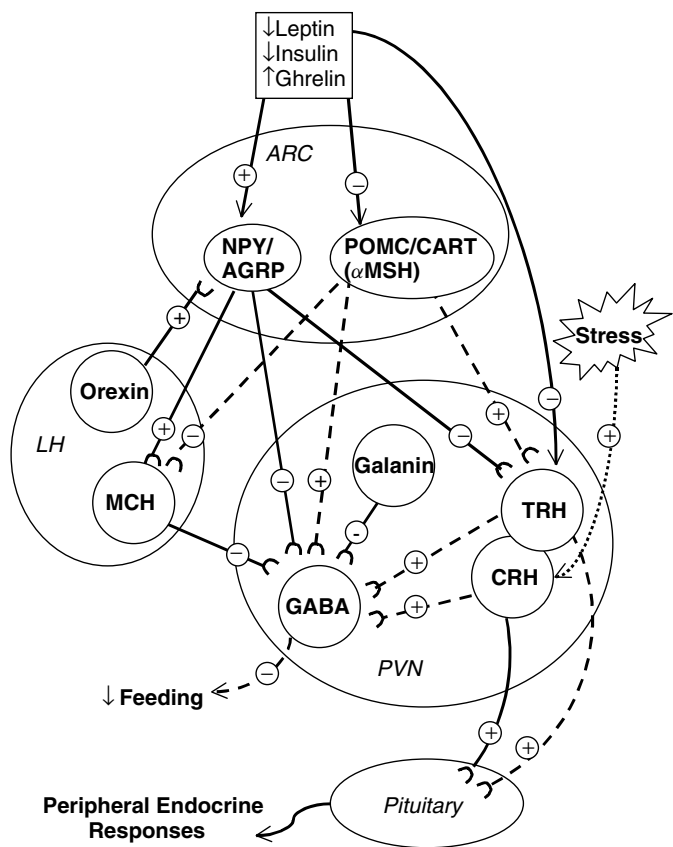 ↓Leptin
↓Insulin
↑Ghrelin
ARC
+
−
NPY/
AGRP
POMC/CART
(αMSH)
Stress
+
Orexin
−
+
LH
+
−
−
+
Galanin
−
+
MCH
TRH
-
−
+
CRH
GABA
+
PVN
−
↓Feeding
+
+
Pituitary
Peripheral Endocrine
Responses